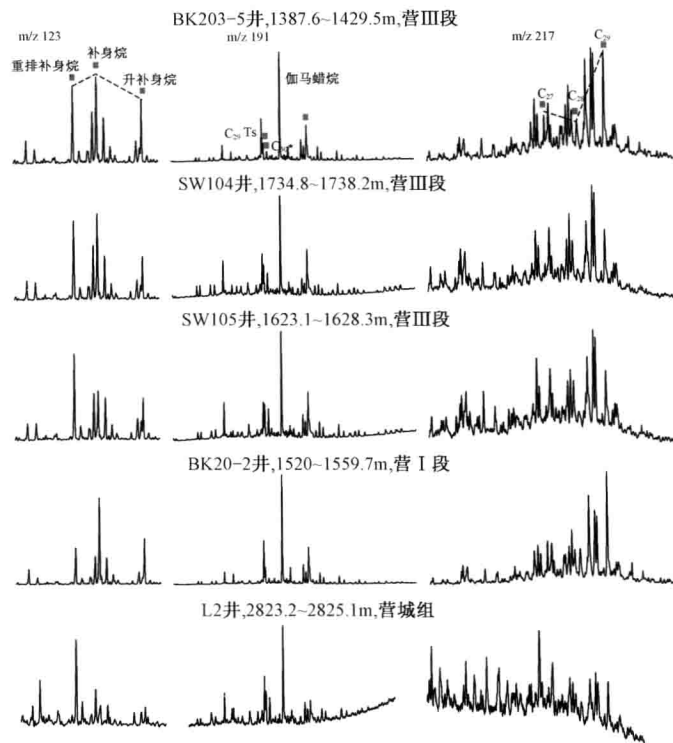 BK203-5井,1387.6~1429.5m,营Ⅲ段
m/z 123
m/z 191
m/z 217
重排补身烷
补身烷
升补身烷
伽马蜡烷
C₂₉ Ts
C₂₇
C₂₈
C₂₉
SW104井,1734.8~1738.2m,营Ⅲ段
SW105井,1623.1~1628.3m,营Ⅲ段
BK20-2井,1520~1559.7m,营Ⅰ段
L2井,2823.2~2825.1m,营城组